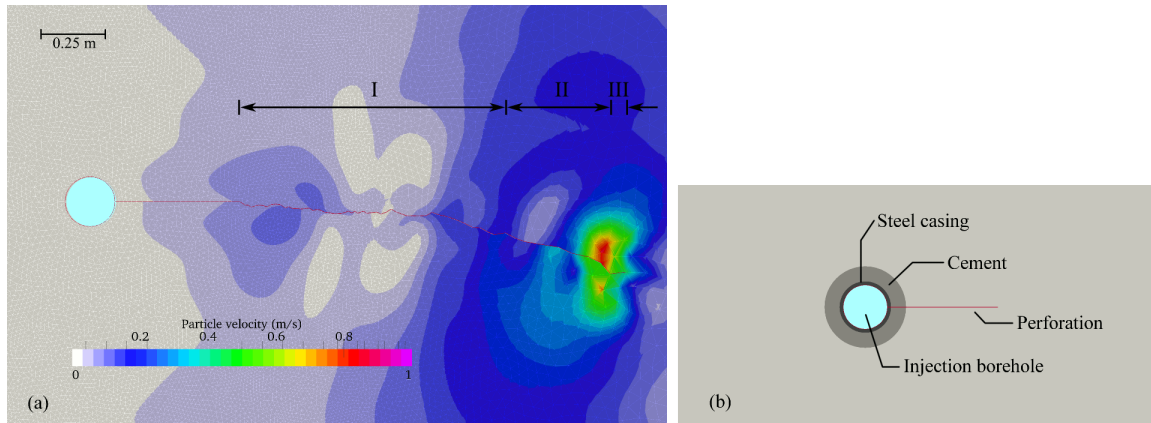 0.25 m
I
II
III
Particle velocity (m/s)
0.2
0.4
0.6
0.8
0
1
(a)
Steel casing
Cement
Perforation
Injection borehole
(b)